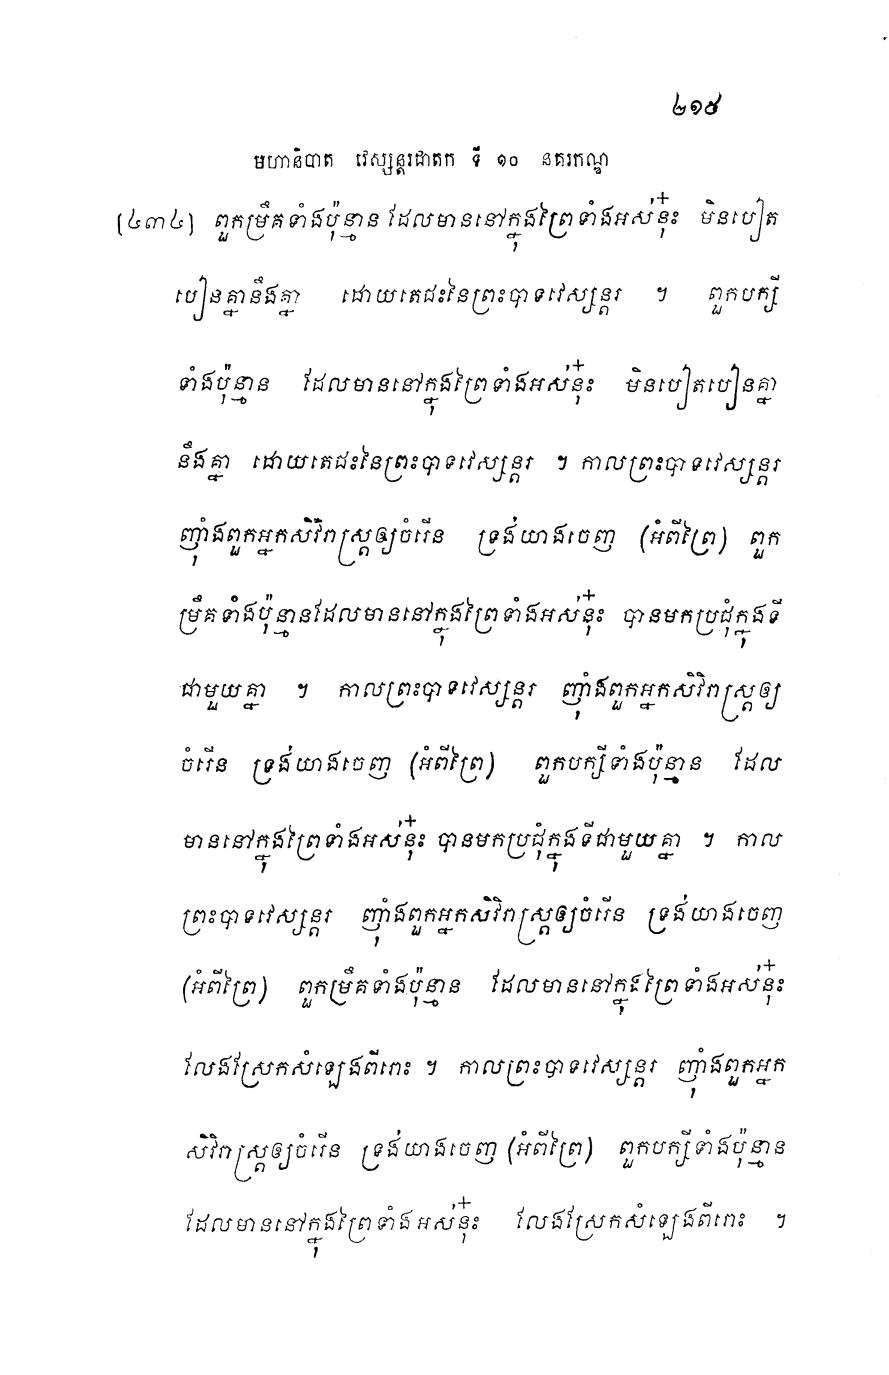 ២១៥
មហានិបាត វេស្សន្តរជាតក ទី ១០ នគរកណ្ឌ
(៤៣៤) ពួកម្រឹគទាំងប៉ុន្មាន ដែលមាននៅក្នុងព្រៃទាំងអស់នុ៎ះ មិនបៀត
បៀនគ្នានឹងគ្នា ដោយតេជះនៃព្រះបាទវេស្សន្តរ ។ ពួកបក្សី
ទាំងប៉ុន្មាន ដែលមាននៅក្នុងព្រៃទាំងអស់នុ៎ះ មិនបៀតបៀនគ្នា
នឹងគ្នា ដោយតេជះនៃព្រះបាទវេស្សន្តរ ។ កាលព្រះបាទវេស្សន្តរ
ញ៉ាំងពួកអ្នកសិវិរាស្ត្រឲ្យចំរើន ទ្រង់យាងចេញ (អំពីព្រៃ) ពួក
ម្រឹគទាំងប៉ុន្មានដែលមាននៅក្នុងព្រៃទាំងអស់នុ៎ះ បានមកប្រជុំក្នុងទី
ជាមួយគ្នា ។ កាលព្រះបាទវេស្សន្តរ ញ៉ាំងពួកអ្នកសិវិរាស្ត្រឲ្យ
ចំរើន ទ្រង់យាងចេញ (អំពីព្រៃ) ពួកបក្សីទាំងប៉ុន្មាន ដែល
មាននៅក្នុងព្រៃទាំងអស់នុ៎ះ បានមកប្រជុំក្នុងទីជាមួយគ្នា ។ កាល
ព្រះបាទវេស្សន្តរ ញ៉ាំងពួកអ្នកសិវិរាស្ត្រឲ្យចំរើន ទ្រង់យាងចេញ
(អំពីព្រៃ) ពួកម្រឹគទាំងប៉ុន្មាន ដែលមាននៅក្នុងព្រៃទាំងអស់នុ៎ះ
លែងស្រែកសំឡេងពីរោះ ។ កាលព្រះបាទវេស្សន្តរ ញ៉ាំងពួកអ្នក
សិវិរាស្ត្រឲ្យចំរើន ទ្រង់យាងចេញ (អំពីព្រៃ) ពួកបក្សីទាំងប៉ុន្មាន
ដែលមាននៅក្នុងព្រៃទាំងអស់នុ៎ះ លែងស្រែកសំឡេងពីរោះ ។